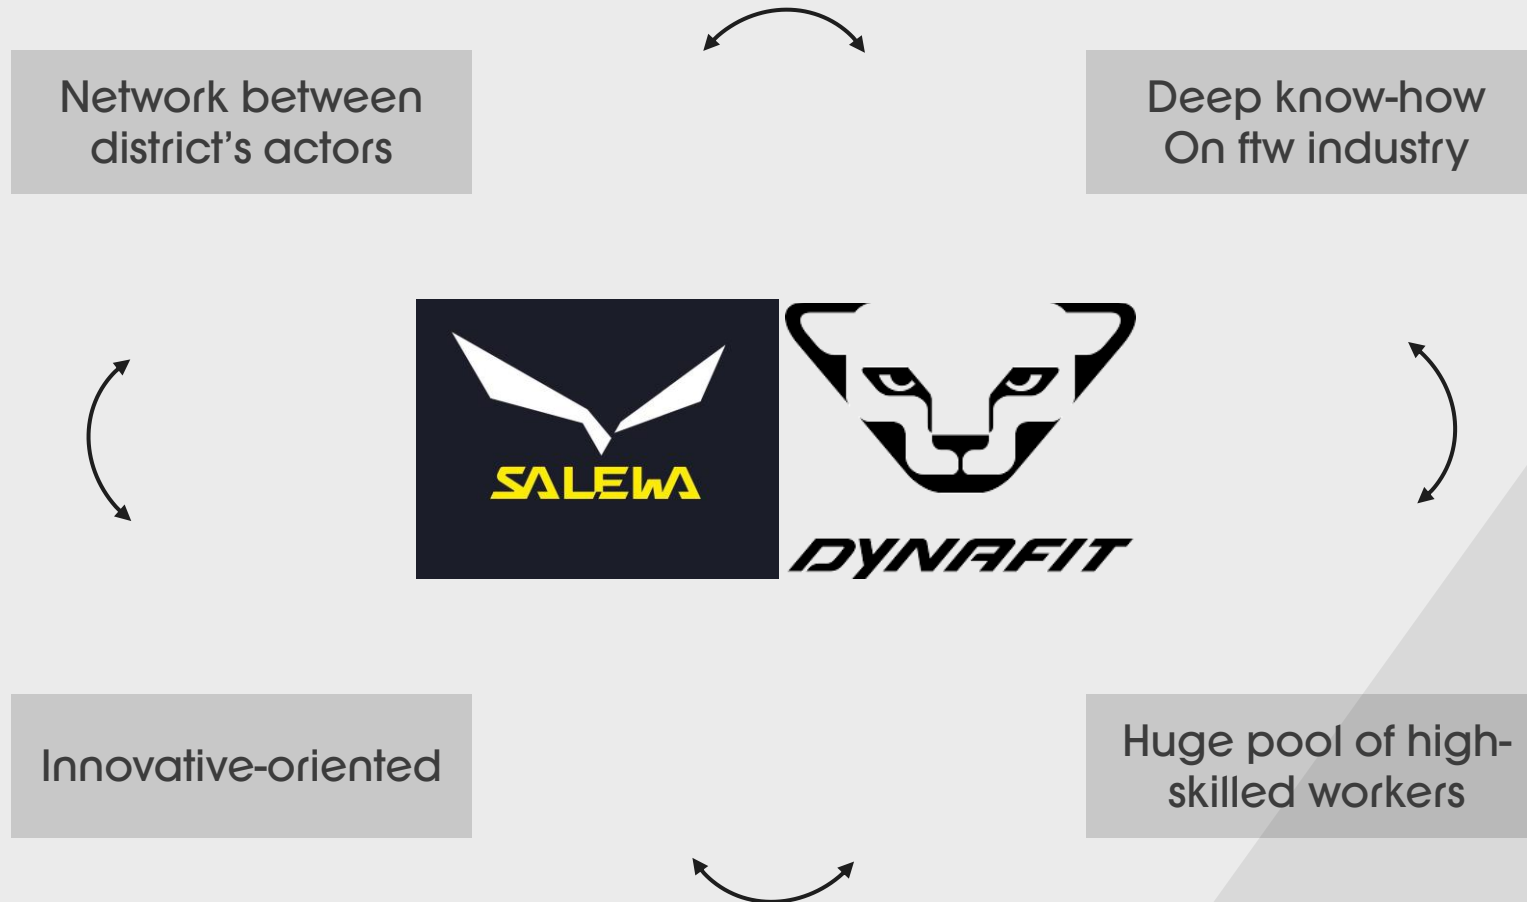 Network between
district’s actors
Deep know-how
On ftw industry
SALEWA
DYNAFIT
Innovative-oriented
Huge pool of high-
skilled workers